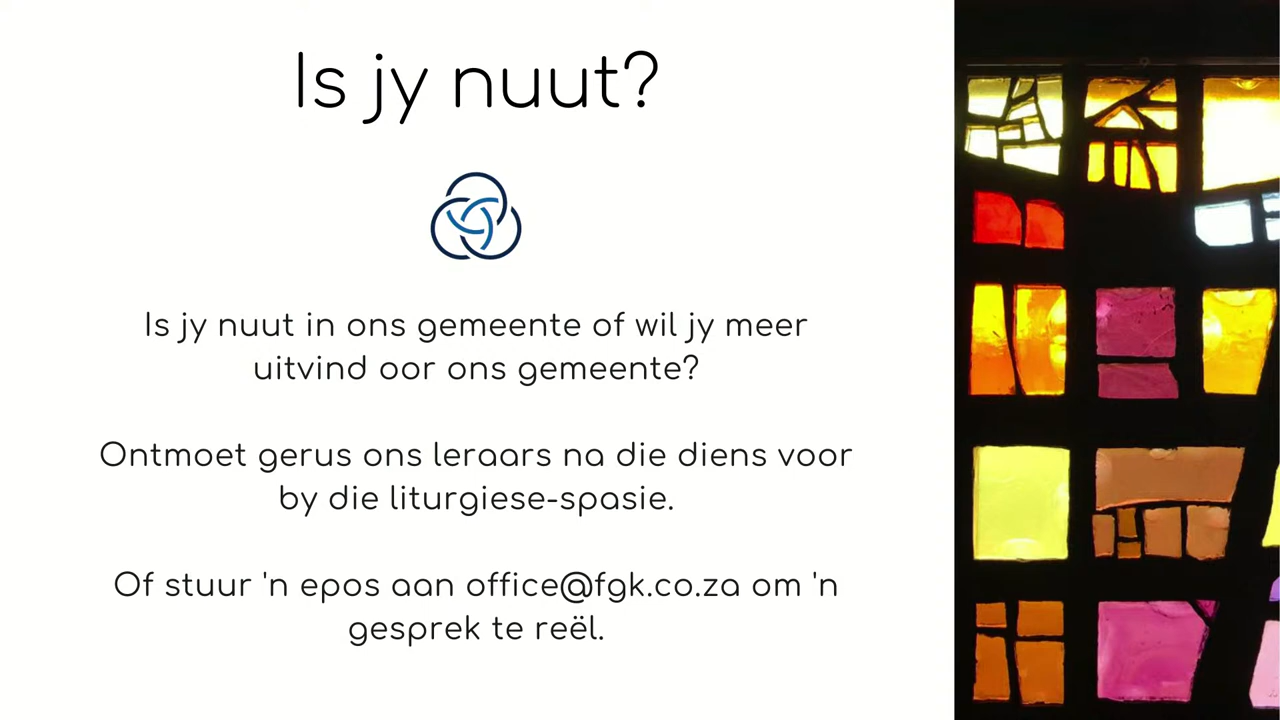 Is jy nuut?
Is jy nuut in ons gemeente of wil jy meer
uitvind oor ons gemeente?
Ontmoet gerus ons leraars na die diens voor
by die liturgiese-spasie.
Of stuur 'n epos aan office@fgk.co.za om 'n
gesprek te reël.